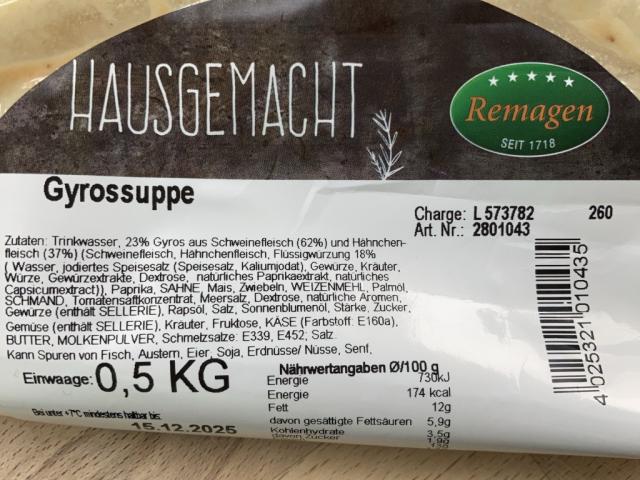 HAUSGEMACHT
Remagen
SEIT 1718
Gyrossuppe
Charge: L 573782 260
Art. Nr.: 2801043
Zutaten: Trinkwasser, 23% Gyros aus Schweinefleisch (62%) und Hähnchen-
fleisch (37%) (Schweinefleisch, Hähnchenfleisch, Flüssigwürzung 18%
( Wasser, jodiertes Speisesatz (Speisesalz, Kaliumjodat), Gewürze, Kräuter,
Würze, Gewürzextrakte, Dextrose, natürliches Paprikaextrakt, natürliches
Capsicumextract)), Paprika, SAHNE, Mais, Zwiebeln, WEIZENMEHL, Palmöl,
SCHMAND, Tomatensaftkonzentrat, Meersalz, Dextrose, natürliche Aromen,
Gewürze (enthält SELLERIE), Rapsöl, Salz, Sonnenblumenöl, Stärke, Zucker,
Gemüse (enthält SELLERIE), Kräuter, Fruktose, KÄSE (Farbstoff: E160a),
BUTTER, MOLKENPULVER, Schmelzsalze: E339, E452, Salz.
Kann Spuren von Fisch, Austern, Eier, Soja, Erdnüsse/ Nüsse, Senf,
Einwaage: 0,5 KG
Bei unter +7°C mindestens haltbar bis:
15.12.2025
Nährwertangaben Ø/100 g
Energie 730kJ
Energie 174 kcal
Fett 12g
davon gesättigte Fettsäuren 5,9g
Kohlenhydrate 3,5g
davon Zucker 1,9g
4 025321 010435